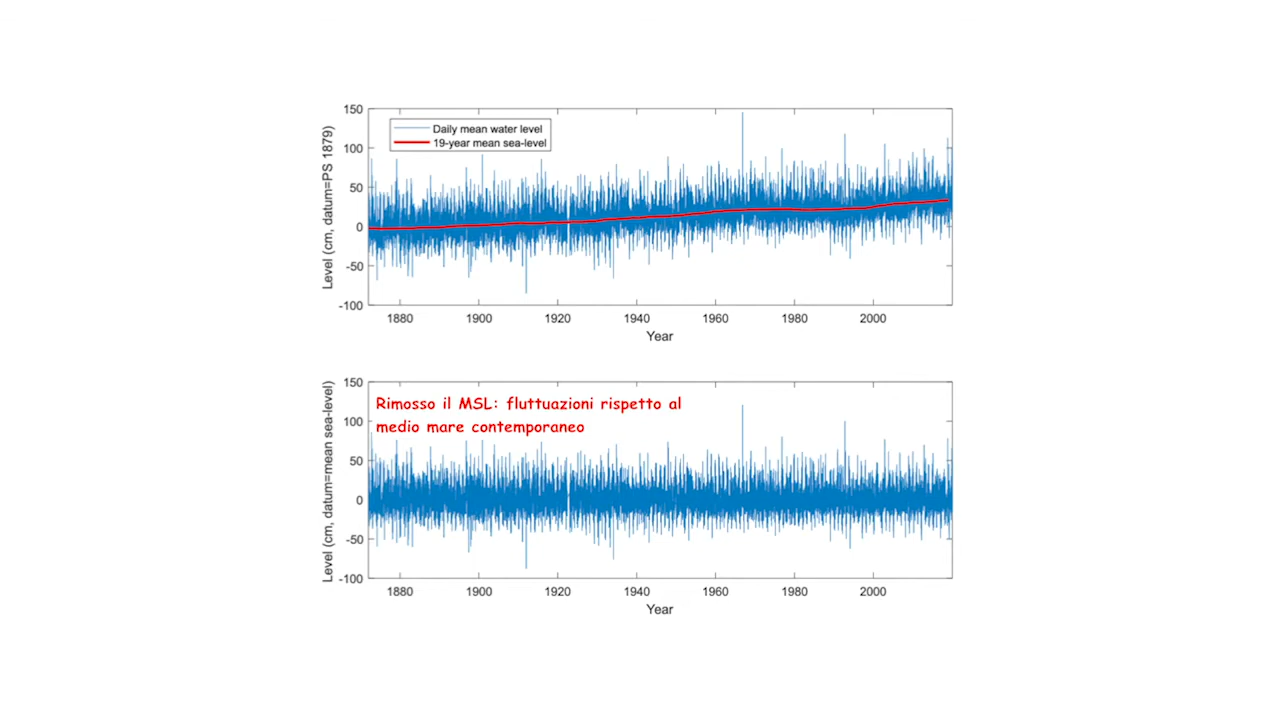 150
100
50
0
-50
-100
Level (cm, datum=PS 1879)
Daily mean water level
19-year mean sea-level
1880 1900 1920 1940 1960 1980 2000
Year
150
100
50
0
-50
-100
Level (cm, datum=mean sea-level)
Rimosso il MSL: fluttuazioni rispetto al
medio mare contemporaneo
1880 1900 1920 1940 1960 1980 2000
Year